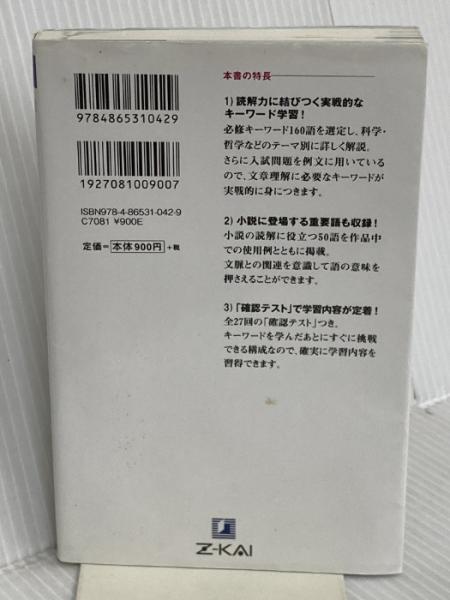 9784865310429
1927081009007
ISBN978-4-86531-042-9
C7081 ¥900E
定価=本体900円+税
本書の特長
1)読解力に結びつく実戦的な
キーワード学習！
必修キーワード160語を選定し、科学・
哲学などのテーマ別に詳しく解説。
さらに入試問題を例文に用いている
ので、文章理解に必要なキーワードが
実戦的に身につきます。
2)小説に登場する重要語も収録！
小説の読解に役立つ50語を作品中
での使用例とともに掲載。
文脈との関連を意識して語の意味を
押さえることができます。
3)「確認テスト」で学習内容が定着！
全27回の「確認テスト」つき。
キーワードを学んだあとにすぐに挑戦
できる構成なので、確実に学習内容を
習得できます。
Z-KAI